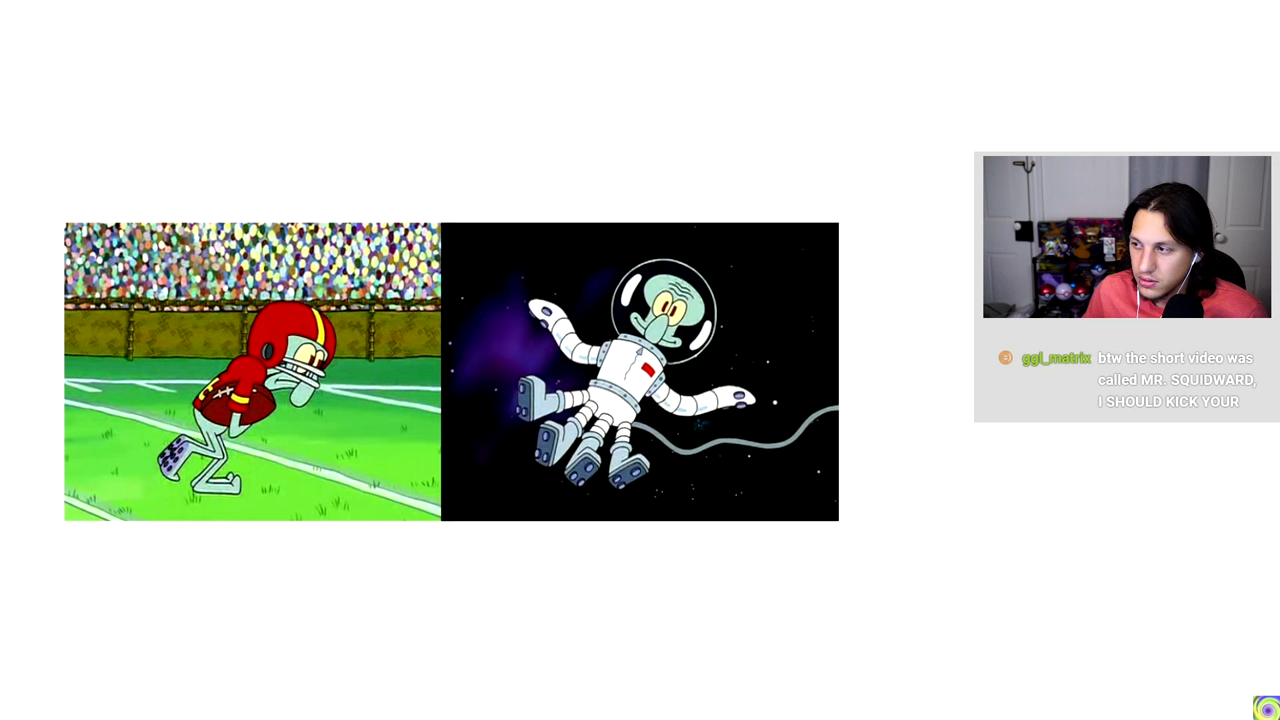 ggl_matrix btw the short video was
called MR. SQUIDWARD,
I SHOULD KICK YOUR